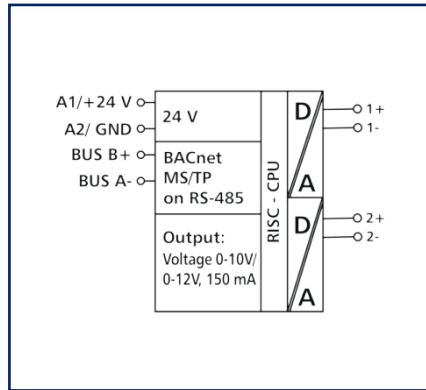 A1/+24 V
A2/ GND
BUS B+
BUS A-
24 V
BACnet
MS/TP
on RS-485
Output:
Voltage 0-10V/
0-12V, 150 mA
RISC - CPU
D
A
D
A
1+
1-
2+
2-